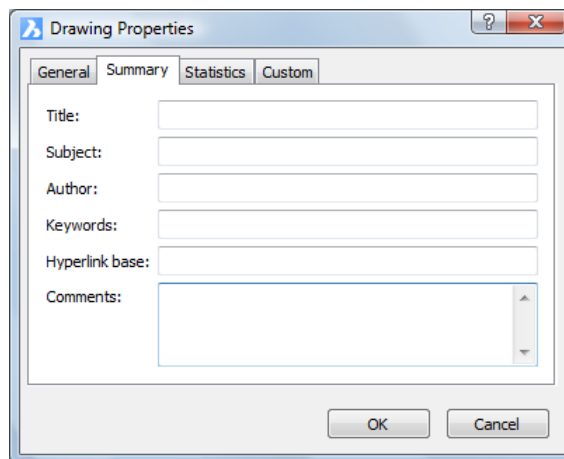 Drawing Properties
General Summary Statistics Custom
Title:
Subject:
Author:
Keywords:
Hyperlink base:
Comments:
OK Cancel